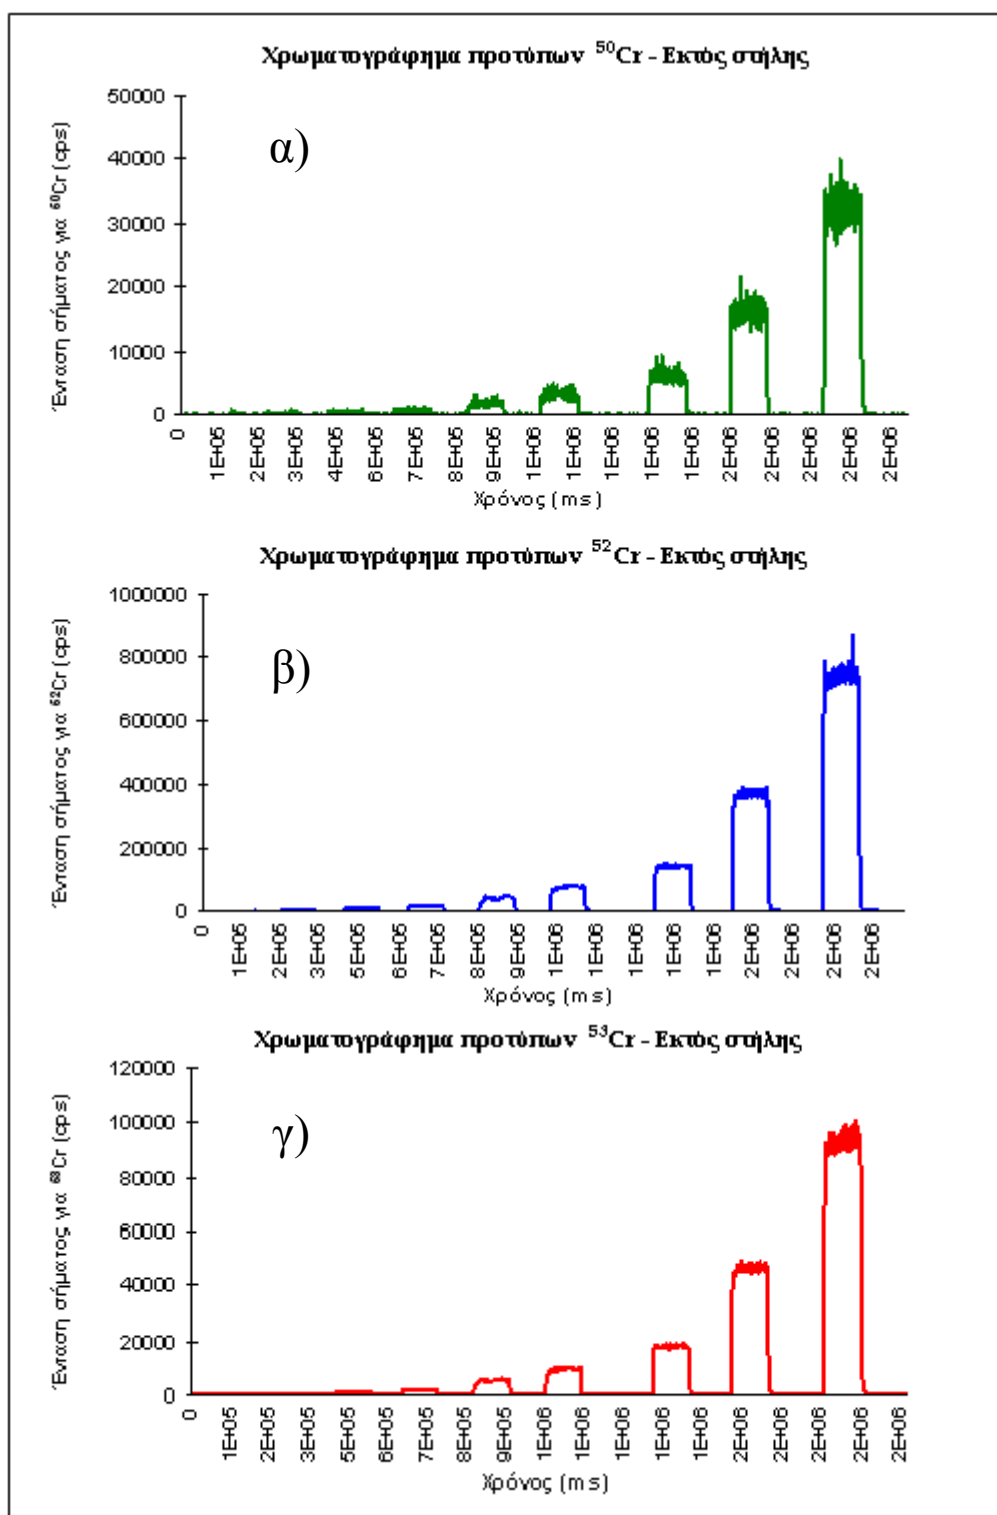 Χρωματογράφημα προτύπων ⁵⁰Cr - Εκτός στήλης
α)
Ένταση σήματος για ⁵⁰Cr (cps)
50000
40000
30000
20000
10000
0
0 1E+05 2E+05 3E+05 4E+05 6E+05 7E+05 8E+05 9E+05 1E+06 1E+06 1E+06 1E+06 1E+06 2E+06 2E+06 2E+06 2E+06 2E+06
Χρόνος (ms)
Χρωματογράφημα προτύπων ⁵²Cr - Εκτός στήλης
β)
Ένταση σήματος για ⁵²Cr (cps)
1000000
800000
600000
400000
200000
0
0 1E+05 2E+05 3E+05 5E+05 6E+05 7E+05 8E+05 9E+05 1E+06 1E+06 1E+06 1E+06 1E+06 2E+06 2E+06 2E+06 2E+06
Χρόνος (ms)
Χρωματογράφημα προτύπων ⁵³Cr - Εκτός στήλης
γ)
Ένταση σήματος για ⁵³Cr (cps)
120000
100000
80000
60000
40000
20000
0
0 1E+05 2E+05 3E+05 5E+05 6E+05 7E+05 8E+05 9E+05 1E+06 1E+06 1E+06 1E+06 1E+06 2E+06 2E+06 2E+06 2E+06 2E+06
Χρόνος (ms)